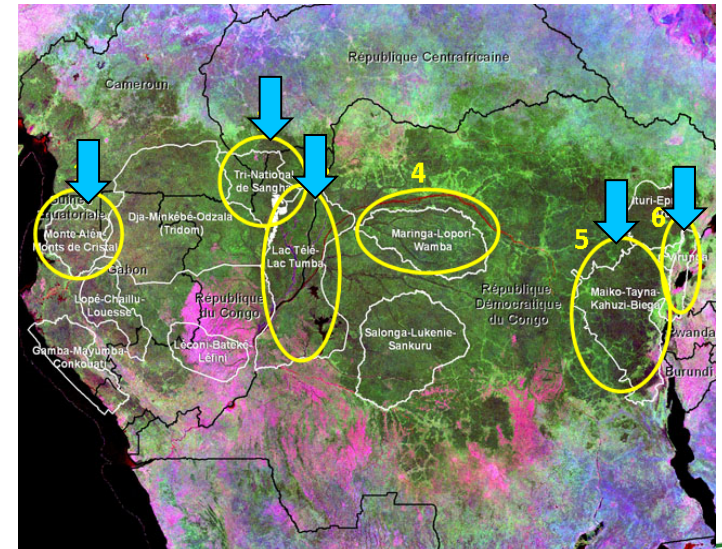 République Centrafricaine
Cameroun
4
Tri-National
de Sangha
Ituri-Ep
6
Guinée
Equatoriale
Monte Alén-
Monts de Cristal
Dja-Minkébé-Odzala
(Tridom)
Maringa-Lopori-
Wamba
5
Lac Télé-
Lac Tumba
Gabon
Lopé-Chaillu-
Louesse
République
du Congo
République
Démocratique
du Congo
Maiko-Tayna-
Kahuzi-Biega
Salonga-Lukenie-
Sankuru
Rwanda
Gamba-Mayumba-
Conkouati
Léconi-Batéké-
Léfini
Burundi